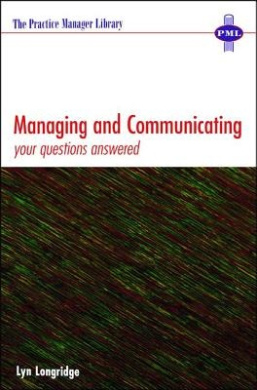 The Practice Manager Library
PML
Managing and Communicating
your questions answered
Lyn Longridge